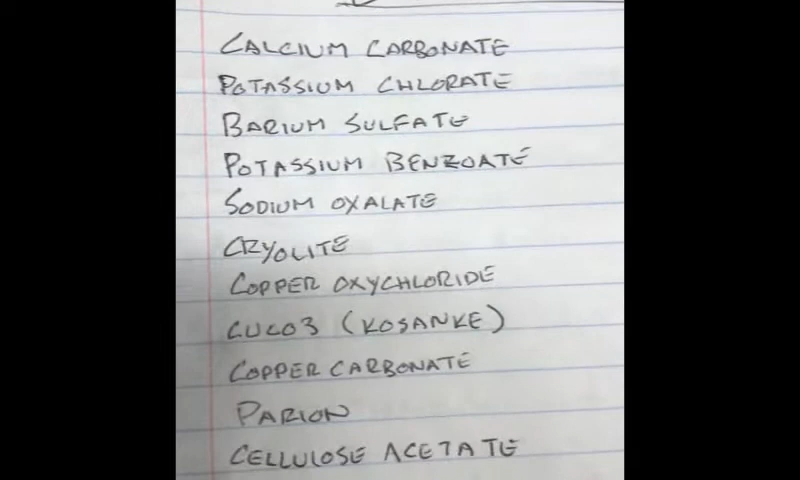 CALCIUM CARBONATE
POTASSIUM CHLORATE
BARIUM SULFATE
POTASSIUM BENZOATE
SODIUM OXALATE
CRYOLITE
COPPER OXYCHLORIDE
CUCO3 (KOSANKE)
COPPER CARBONATE
PARION
CELLULOSE ACETATE